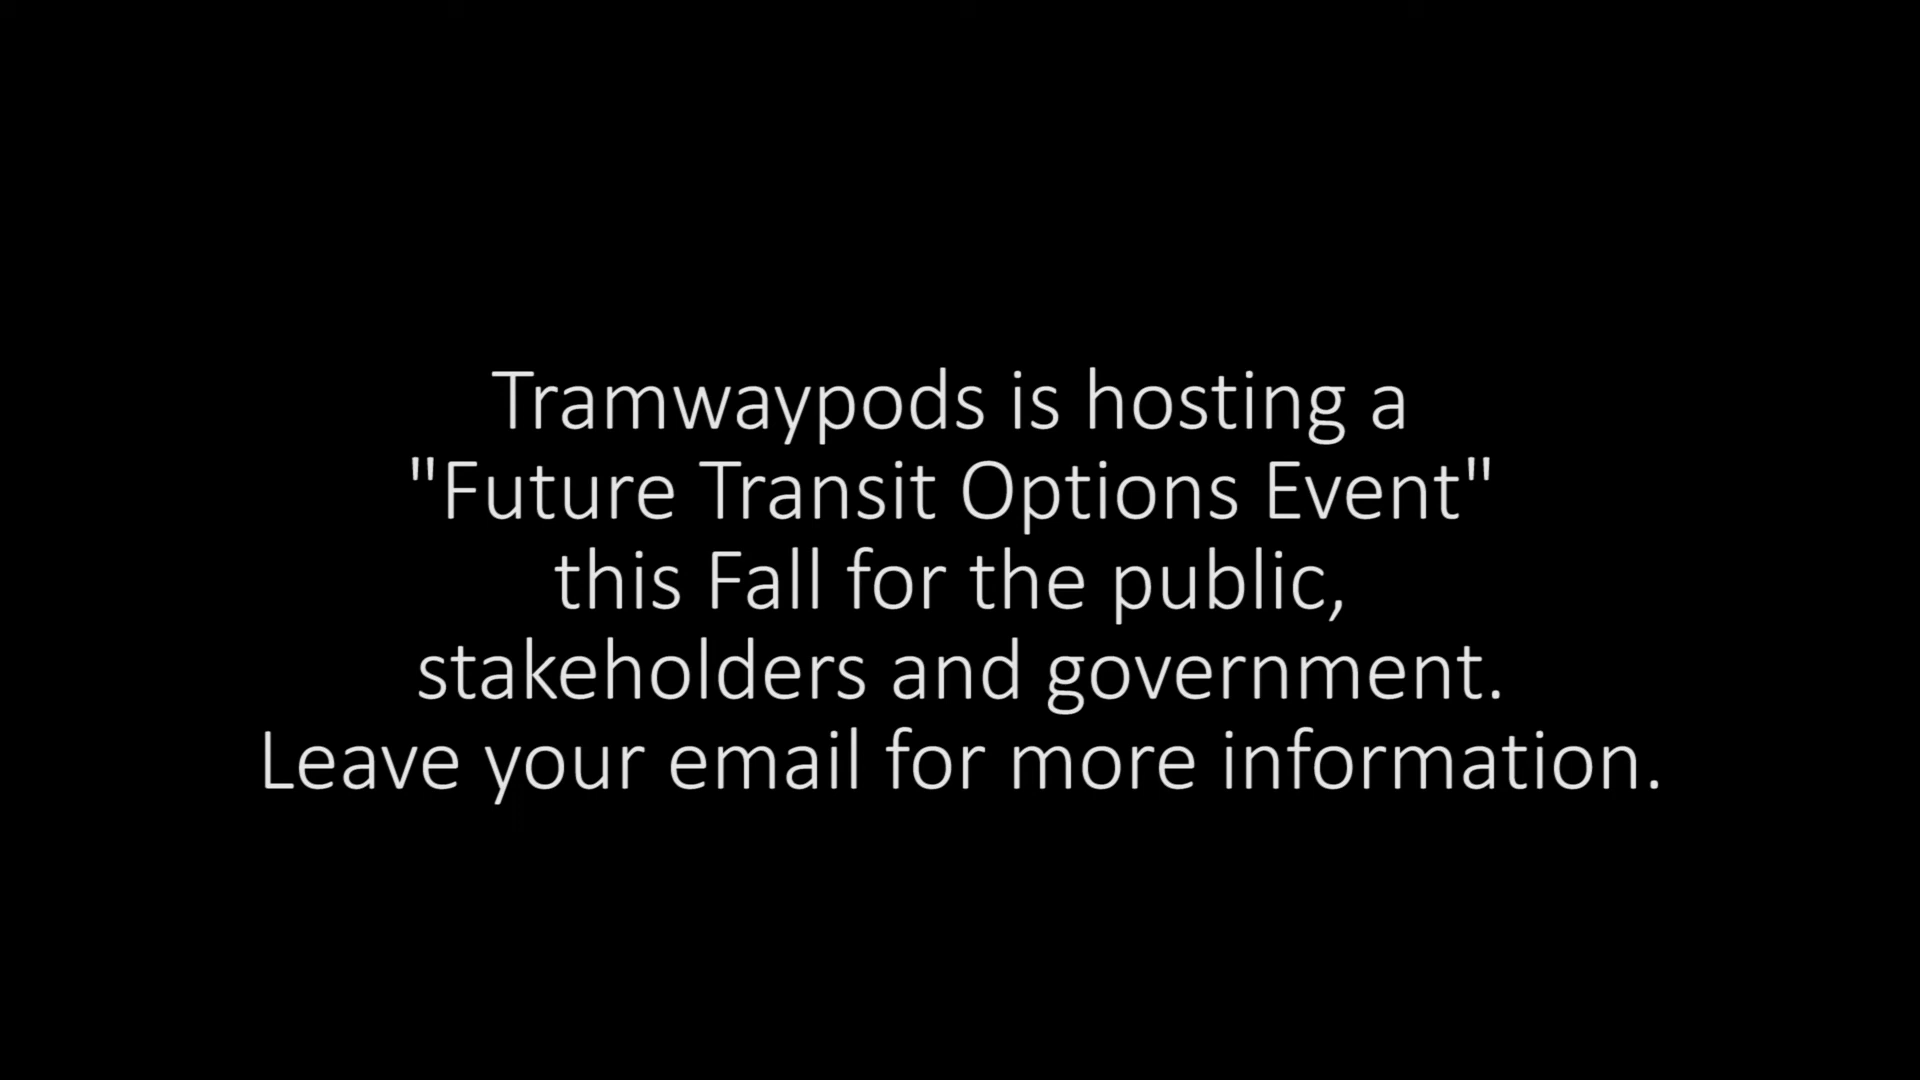 Tramwaypods is hosting a
"Future Transit Options Event"
this Fall for the public,
stakeholders and government.
Leave your email for more information.